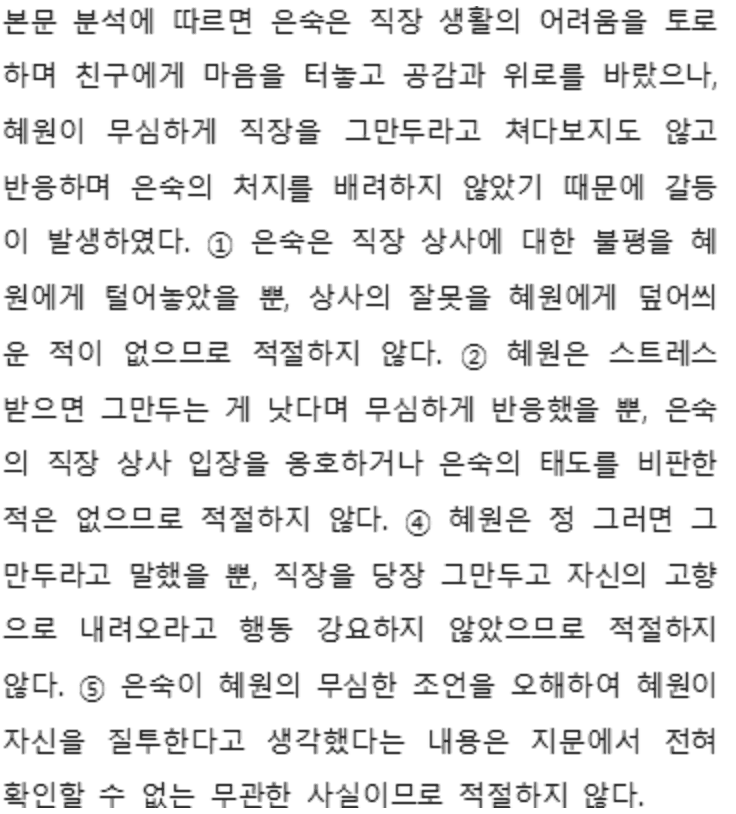 본문 분석에 따르면 은숙은 직장 생활의 어려움을 토로
하며 친구에게 마음을 터놓고 공감과 위로를 바랐으나,
혜원이 무심하게 직장을 그만두라고 쳐다보지도 않고
반응하며 은숙의 처지를 배려하지 않았기 때문에 갈등
이 발생하였다. ① 은숙은 직장 상사에 대한 불평을 혜
원에게 털어놓았을 뿐, 상사의 잘못을 혜원에게 덮어씌
운 적이 없으므로 적절하지 않다. ② 혜원은 스트레스
받으면 그만두는 게 낫다며 무심하게 반응했을 뿐, 은숙
의 직장 상사 입장을 옹호하거나 은숙의 태도를 비판한
적은 없으므로 적절하지 않다. ④ 혜원은 정 그러면 그
만두라고 말했을 뿐, 직장을 당장 그만두고 자신의 고향
으로 내려오라고 행동 강요하지 않았으므로 적절하지
않다. ⑤ 은숙이 혜원의 무심한 조언을 오해하여 혜원이
자신을 질투한다고 생각했다는 내용은 지문에서 전혀
확인할 수 없는 무관한 사실이므로 적절하지 않다.